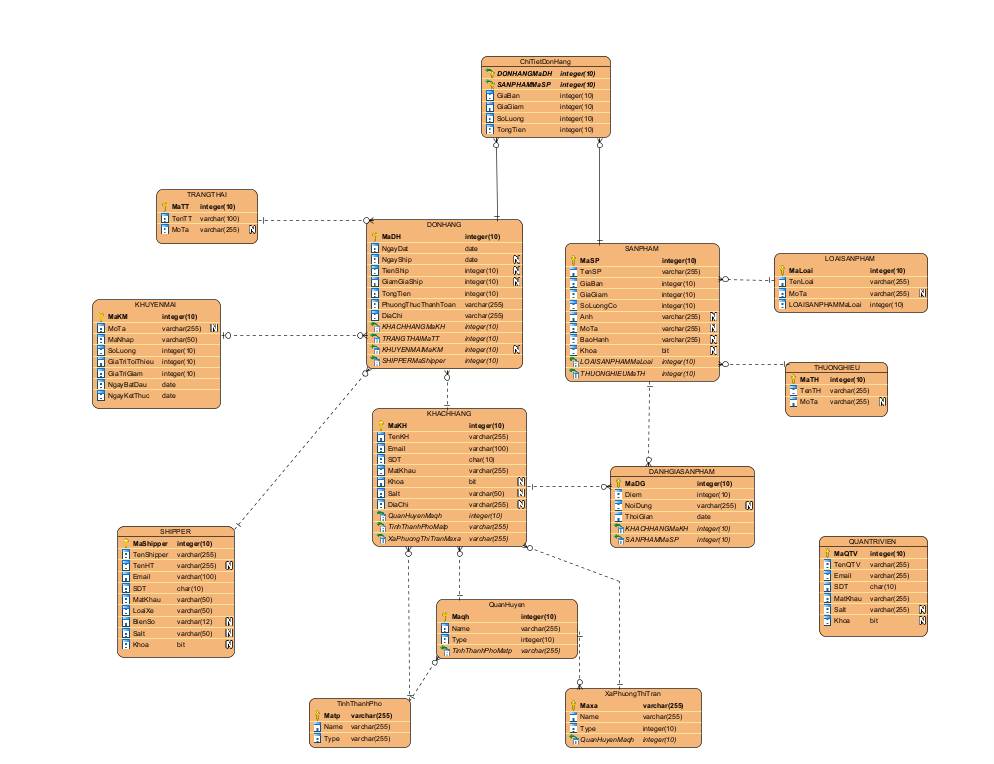 ChiTietDonHang
DONHANGMaDH integer(10)
SANPHAMMaSP integer(10)
GiaBan integer(10)
GiaGiam integer(10)
SoLuong integer(10)
TongTien integer(10)
TRANGTHAI
MaTT integer(10)
TenTT varchar(100)
MoTa varchar(255) N
DONHANG
MaDH integer(10)
NgayDat date
NgayShip date N
TienShip integer(10) N
GiamGiaShip integer(10) N
TongTien integer(10)
PhuongThucThanhToan varchar(255)
DiaChi varchar(255)
KHACHHANGMaKH integer(10)
TRANGTHAIMaTT integer(10)
KHUYENMAIMaKM integer(10) N
SHIPPERMaShipper integer(10)
SANPHAM
MaSP integer(10)
TenSP varchar(255)
GiaBan integer(10)
GiaGiam integer(10)
SoLuongCo integer(10)
Anh varchar(255) N
MoTa varchar(255) N
BaoHanh varchar(255) N
Khoa bit N
LOAISANPHAMMaLoai integer(10)
THUONGHIEUMaTH integer(10)
LOAISANPHAM
MaLoai integer(10)
TenLoai varchar(255)
MoTa varchar(255) N
LOAISANPHAMMaLoai integer(10)
KHUYENMAI
MaKM integer(10)
MoTa varchar(255) N
MaNhap varchar(50)
SoLuong integer(10)
GiaTriToiThieu integer(10)
GiaTriGiam integer(10)
NgayBatDau date
NgayKetThuc date
THUONGHIEU
MaTH integer(10)
TenTH varchar(255)
MoTa varchar(255) N
KHACHHANG
MaKH integer(10)
TenKH varchar(255)
Email varchar(100)
SDT char(10)
MatKhau varchar(255)
Khoa bit N
Salt varchar(50) N
DiaChi varchar(255) N
QuanHuyenMaqh integer(10)
TinhThanhPhoMatp varchar(255)
XaPhuongThiTranMaxa varchar(255)
DANHGIASANPHAM
MaDG integer(10)
Diem integer(10)
NoiDung varchar(255) N
ThoiGian date
KHACHHANGMaKH integer(10)
SANPHAMMaSP integer(10)
SHIPPER
MaShipper integer(10)
TenShipper varchar(255)
TenHT varchar(255) N
Email varchar(100)
SDT char(10)
MatKhau varchar(50)
LoaiXe varchar(50)
BienSo varchar(12) N
Salt varchar(50) N
Khoa bit N
QUANTRIVIEN
MaQTV integer(10)
TenQTV varchar(255)
Email varchar(255)
SDT char(10)
MatKhau varchar(255)
Salt varchar(255) N
Khoa bit N
QuanHuyen
Maqh integer(10)
Name varchar(255)
Type integer(10)
TinhThanhPhoMatp varchar(255)
TinhThanhPho
Matp varchar(255)
Name varchar(255)
Type varchar(255)
XaPhuongThiTran
Maxa varchar(255)
Name varchar(255)
Type integer(10)
QuanHuyenMaqh integer(10)